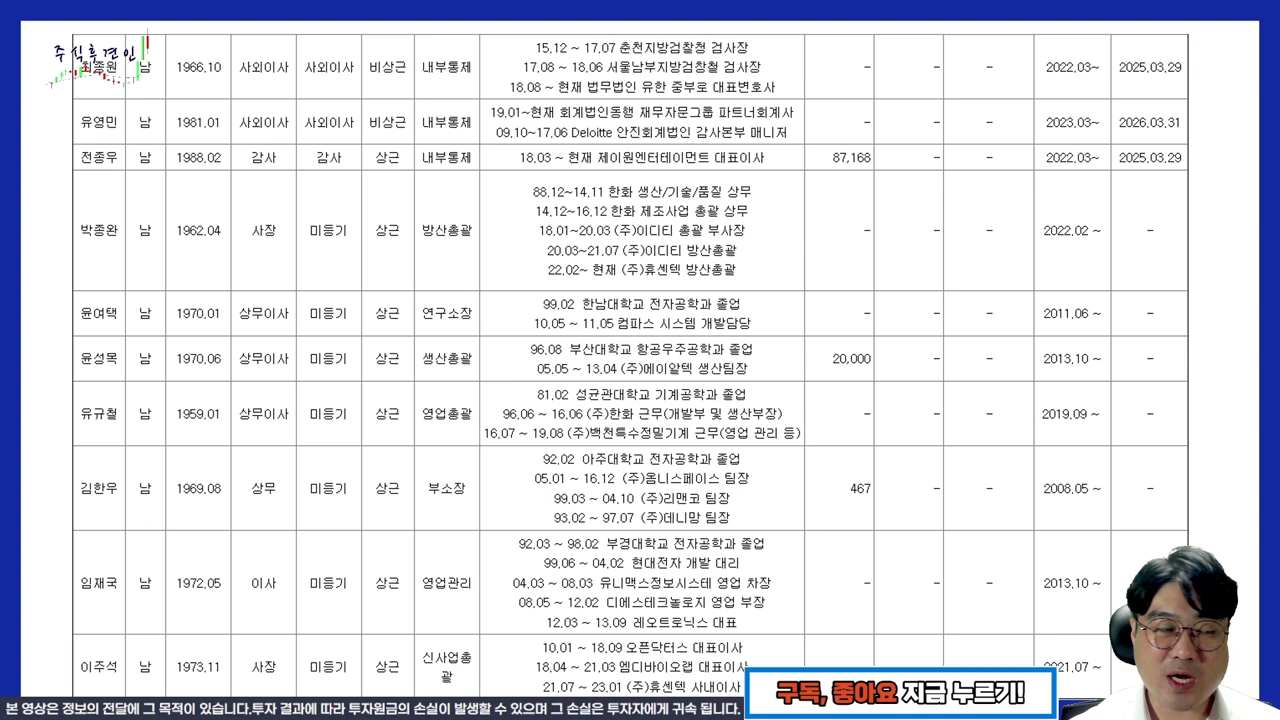 주식후견인
종원 남 1966.10 사외이사 사외이사 비상근 내부통제 15.12 ~ 17.07 춘천지방검찰청 검사장 - - - 2022.03~ 2025.03.29
17.08 ~ 18.06 서울남부지방검창철 검사장
18.08 ~ 현재 법무법인 유한 중부로 대표변호사
유영민 남 1981.01 사외이사 사외이사 비상근 내부통제 19.01~현재 회계법인동행 재무자문그룹 파트너회계사 - - - 2023.03~ 2026.03.31
09.10~17.06 Deloitte 안진회계법인 감사본부 매니저
전종우 남 1988.02 감사 감사 상근 내부통제 18.03 ~ 현재 제이원엔터테이먼트 대표이사 87,168 - - 2022.03~ 2025.03.29
박종완 남 1962.04 사장 미등기 상근 방산총괄 88.12~14.11 한화 생산/기술/품질 상무 - - - 2022.02 ~ -
14.12~16.12 한화 제조사업 총괄 상무
18.01~20.03 (주)이디티 총괄 부사장
20.03~21.07 (주)이디티 방산총괄
22.02~ 현재 (주)휴센텍 방산총괄
윤여택 남 1970.01 상무이사 미등기 상근 연구소장 99.02 한남대학교 전자공학과 졸업 - - - 2011.06 ~ -
10.05 ~ 11.05 컴파스 시스템 개발담당
윤성목 남 1970.06 상무이사 미등기 상근 생산총괄 96.08 부산대학교 항공우주공학과 졸업 20,000 - - 2013.10 ~ -
05.05 ~ 13.04 (주)에이알텍 생산팀장
유규철 남 1959.01 상무이사 미등기 상근 영업총괄 81.02 성균관대학교 기계공학과 졸업 - - - 2019.09 ~ -
96.06 ~ 16.06 (주)한화 근무(개발부 및 생산부장)
16.07 ~ 19.08 (주)백천특수정밀기계 근무(영업 관리 등)
김한우 남 1969.08 상무 미등기 상근 부소장 92.02 아주대학교 전자공학과 졸업 467 - - 2008.05 ~ -
05.01 ~ 16.12 (주)옴니스페이스 팀장
99.03 ~ 04.10 (주)리맨코 팀장
93.02 ~ 97.07 (주)데니망 팀장
임재국 남 1972.05 이사 미등기 상근 영업관리 92.03 ~ 98.02 부경대학교 전자공학과 졸업 - - - 2013.10 ~ -
99.06 ~ 04.02 현대전자 개발 대리
04.03 ~ 08.03 유니맥스정보시스테 영업 차장
08.05 ~ 12.02 디에스테크놀로지 영업 부장
12.03 ~ 13.09 레오트로닉스 대표
이주석 남 1973.11 사장 미등기 상근 신사업총괄 10.01 ~ 18.09 오픈닥터스 대표이사 - - - 2021.07 ~
18.04 ~ 21.03 엠디바이오랩 대표이사
21.07 ~ 23.01 (주)휴센텍 사내이사
구독, 좋아요 지금 누르기!
본 영상은 정보의 전달에 그 목적이 있습니다.투자 결과에 따라 투자원금의 손실이 발생할 수 있으며 그 손실은 투자자에게 귀속 됩니다.